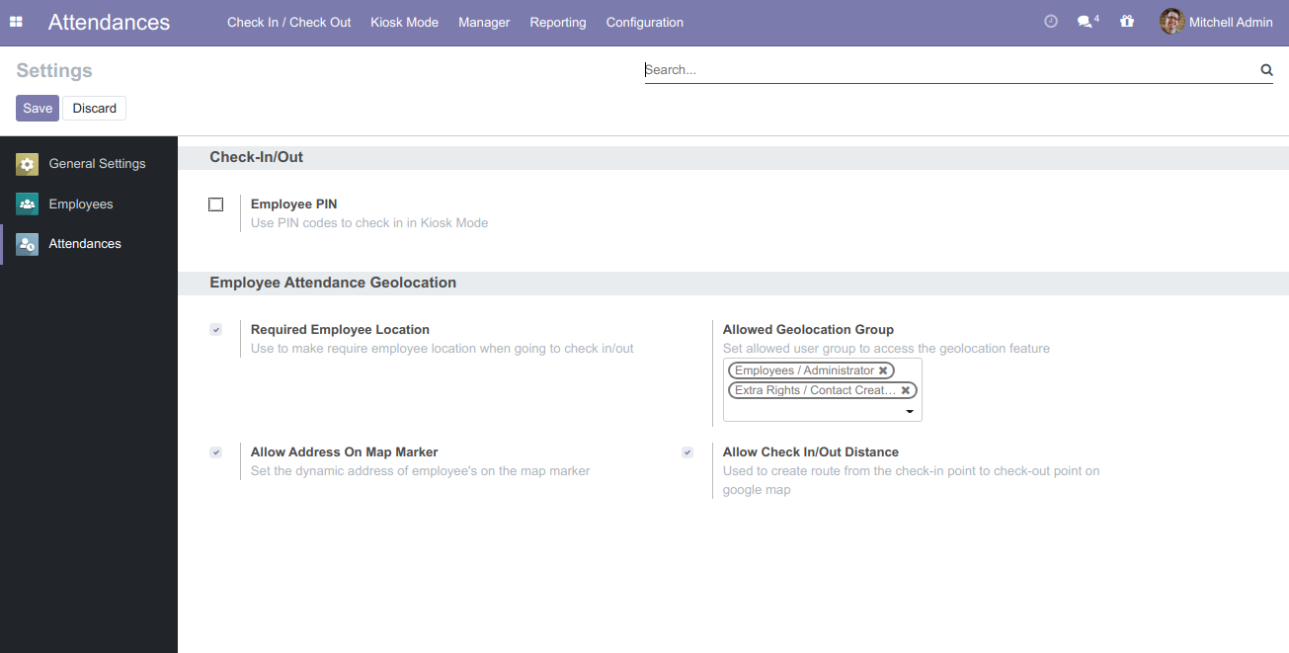 Attendances Check In / Check Out Kiosk Mode Manager Reporting Configuration 4 Mitchell Admin
Settings
Search...
Save Discard
General Settings
Employees
Attendances
Check-In/Out
Employee PIN
Use PIN codes to check in in Kiosk Mode
Employee Attendance Geolocation
Required Employee Location
Use to make require employee location when going to check in/out
Allowed Geolocation Group
Set allowed user group to access the geolocation feature
Employees / Administrator
Extra Rights / Contact Creat...
Allow Address On Map Marker
Set the dynamic address of employee's on the map marker
Allow Check In/Out Distance
Used to create route from the check-in point to check-out point on
google map